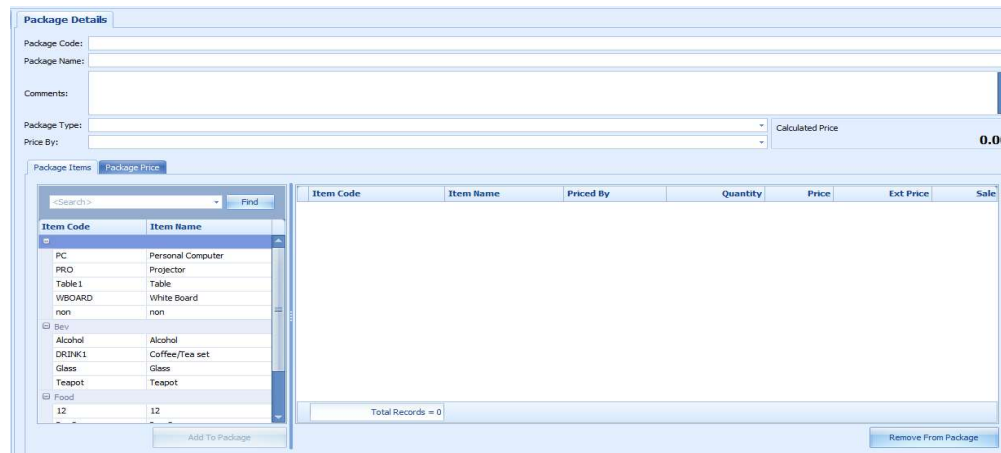 Package Details
Package Code:
Package Name:
Comments:
Package Type:
Calculated Price
Price By:
0.0
Package Items Package Price
<Search> Find
Item Code Item Name
PC Personal Computer
PRO Projector
Table1 Table
WBOARD White Board
non non
Bev
Alcohol Alcohol
DRINK1 Coffee/Tea set
Glass Glass
Teapot Teapot
Food
12 12
Add To Package
Item Code Item Name Priced By Quantity Price Ext Price Sale
Total Records = 0
Remove From Package